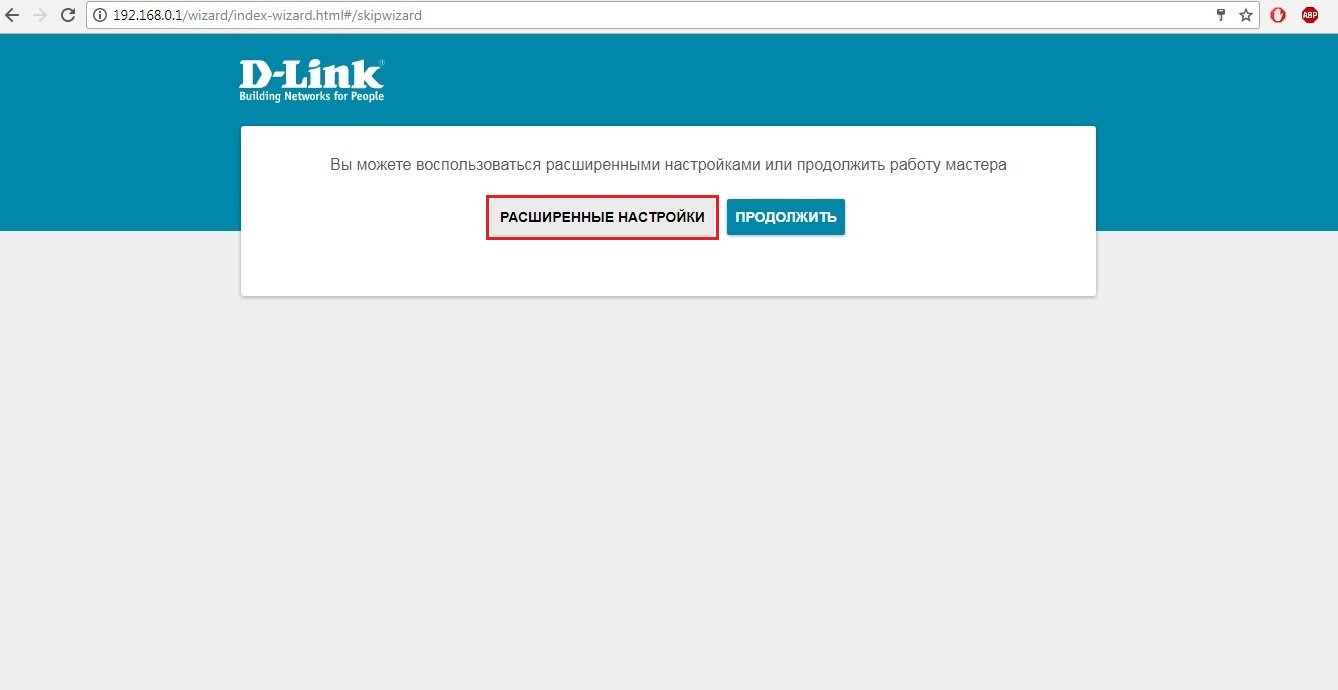 192.168.0.1/wizard/index-wizard.html#/skipwizard
ABP
D-Link®
Building Networks for People
Вы можете воспользоваться расширенными настройками или продолжить работу мастера
РАСШИРЕННЫЕ НАСТРОЙКИ ПРОДОЛЖИТЬ